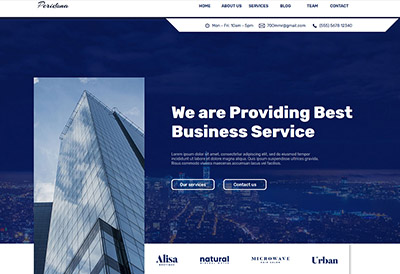 Peridona
HOME ABOUT US SERVICES BLOG TEAM CONTACT
Mon - Fri: 10am - 5pm 700mmr@gmail.com (555) 5678 12340
We are Providing Best
Business Service
Lorem ipsum dolor sit amet, consectetur adipiscing elit, sed do eiusmod tempor
incididunt ut labore et dolore magna aliqua. Quis ipsum suspendisse ultrices gravida.
Risus commodo viverra maecenas accumsan lacus vel facilisis.
Our services Contact us
Alisa natural MICROWAVE Urban
BOUTIQUE